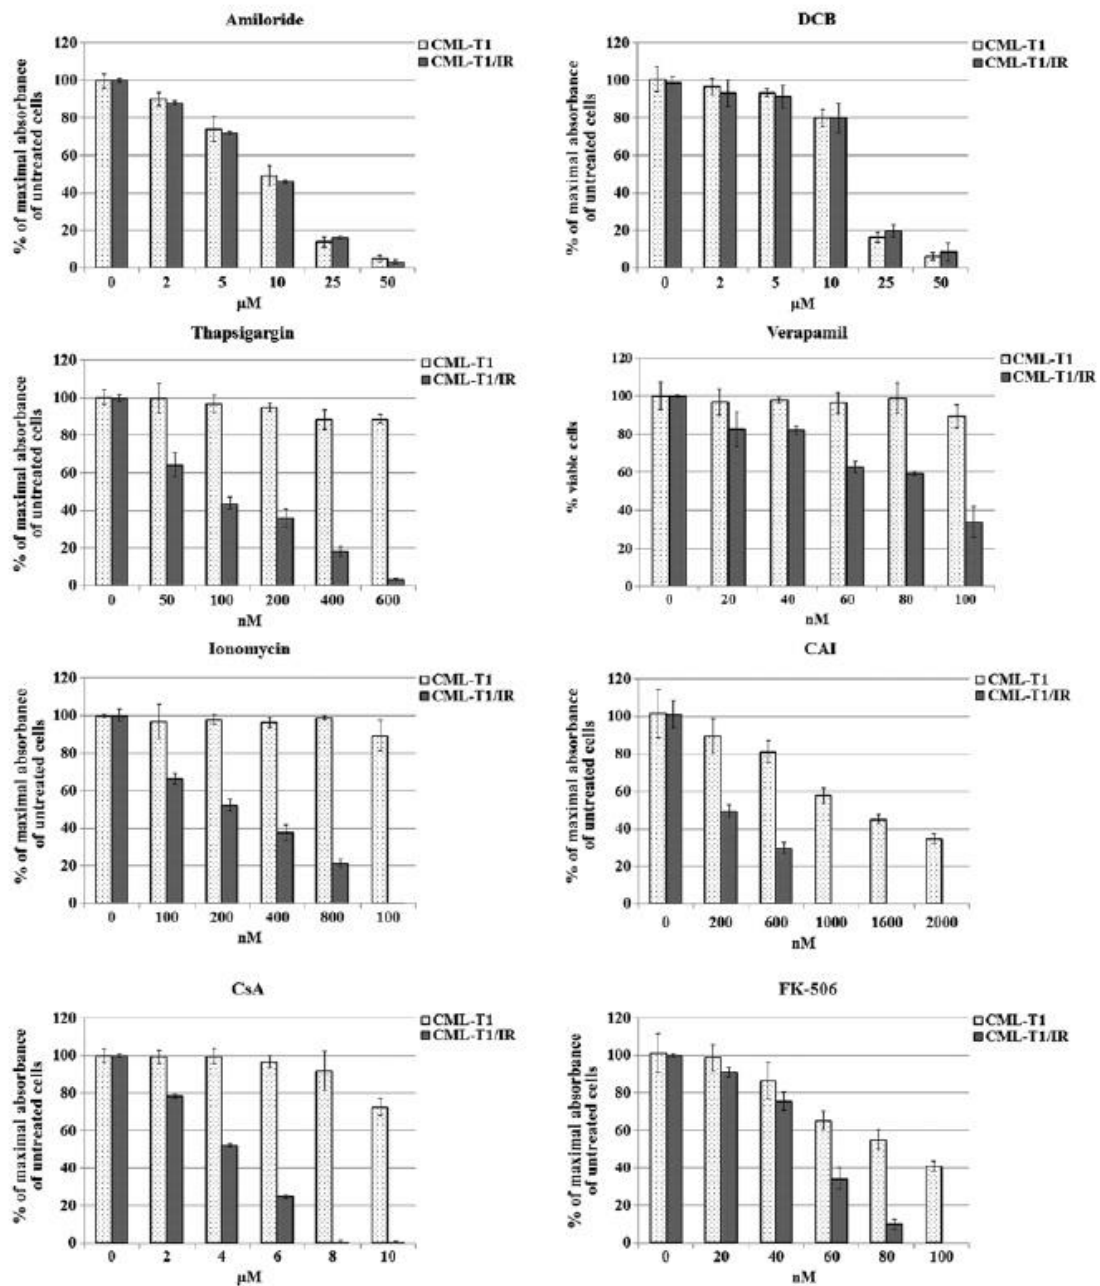 Amiloride
CML-T1
CML-T1/IR
% of maximal absorbance
of untreated cells
120
100
80
60
40
20
0
0 2 5 10 25 50
µM
DCB
CML-T1
CML-T1/IR
% of maximal absorbance
of untreated cells
120
100
80
60
40
20
0
0 2 5 10 25 50
µM
Thapsigargin
CML-T1
CML-T1/IR
% of maximal absorbance
of untreated cells
120
100
80
60
40
20
0
0 50 100 200 400 600
nM
Verapamil
CML-T1
CML-T1/IR
% viable cells
120
100
80
60
40
20
0
0 20 40 60 80 100
nM
Ionomycin
CML-T1
CML-T1/IR
% of maximal absorbance
of untreated cells
120
100
80
60
40
20
0
0 100 200 400 800 100
nM
CAI
CML-T1
CML-T1/IR
% of maximal absorbance
of untreated cells
120
100
80
60
40
20
0
0 200 600 1000 1600 2000
nM
CsA
CML-T1
CML-T1/IR
% of maximal absorbance
of untreated cells
120
100
80
60
40
20
0
0 2 4 6 8 10
µM
FK-506
CML-T1
CML-T1/IR
% of maximal absorbance
of untreated cells
120
100
80
60
40
20
0
0 20 40 60 80 100
nM